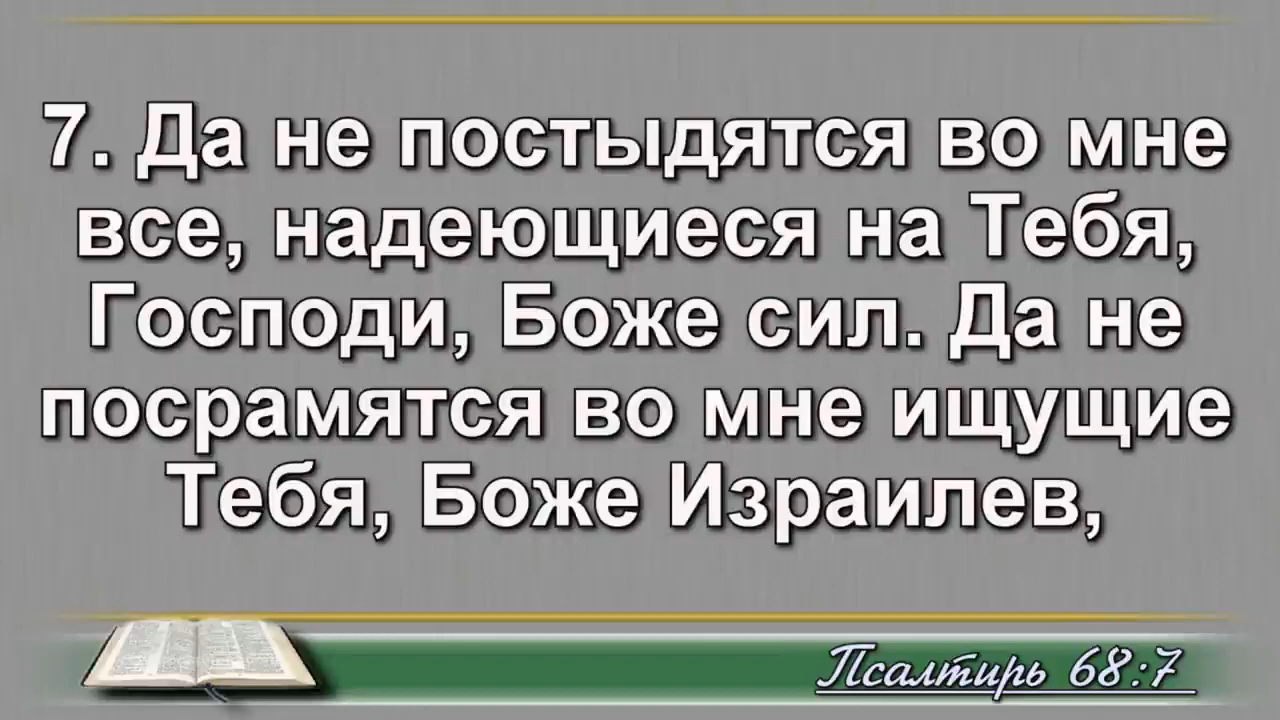 7. Да не постыдятся во мне
все, надеющиеся на Тебя,
Господи, Боже сил. Да не
посрамятся во мне ищущие
Тебя, Боже Израилев,
Псалтирь 68:7